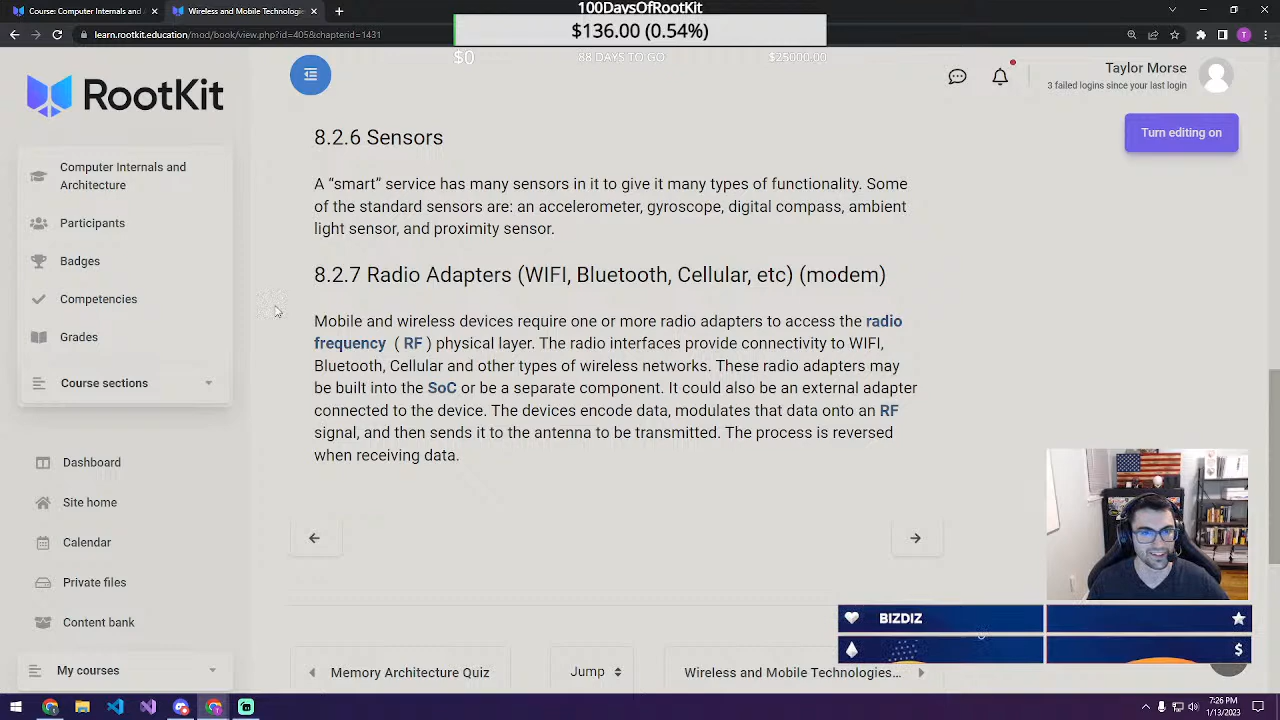 Computer Internals and A
Wireless and Mobile Technolog
100DaysOfRootKit
learn.rootkitinfo.training/mod/book/view.php?id=405&chapterid=1431
$136.00 (0.54%)
$0
88 DAYS TO GO
$25000.00
RootKit
Taylor Morse
3 failed logins since your last login
Turn editing on
Computer Internals and
Architecture
Participants
Badges
Competencies
Grades
Course sections
Dashboard
Site home
Calendar
Private files
Content bank
My courses
8.2.6 Sensors
A “smart” service has many sensors in it to give it many types of functionality. Some
of the standard sensors are: an accelerometer, gyroscope, digital compass, ambient
light sensor, and proximity sensor.
8.2.7 Radio Adapters (WIFI, Bluetooth, Cellular, etc) (modem)
Mobile and wireless devices require one or more radio adapters to access the radio
frequency ( RF ) physical layer. The radio interfaces provide connectivity to WIFI,
Bluetooth, Cellular and other types of wireless networks. These radio adapters may
be built into the SoC or be a separate component. It could also be an external adapter
connected to the device. The devices encode data, modulates that data onto an RF
signal, and then sends it to the antenna to be transmitted. The process is reversed
when receiving data.
BIZDIZ
$
Memory Architecture Quiz
Jump
Wireless and Mobile Technologies...
7:26 PM
1/13/2023